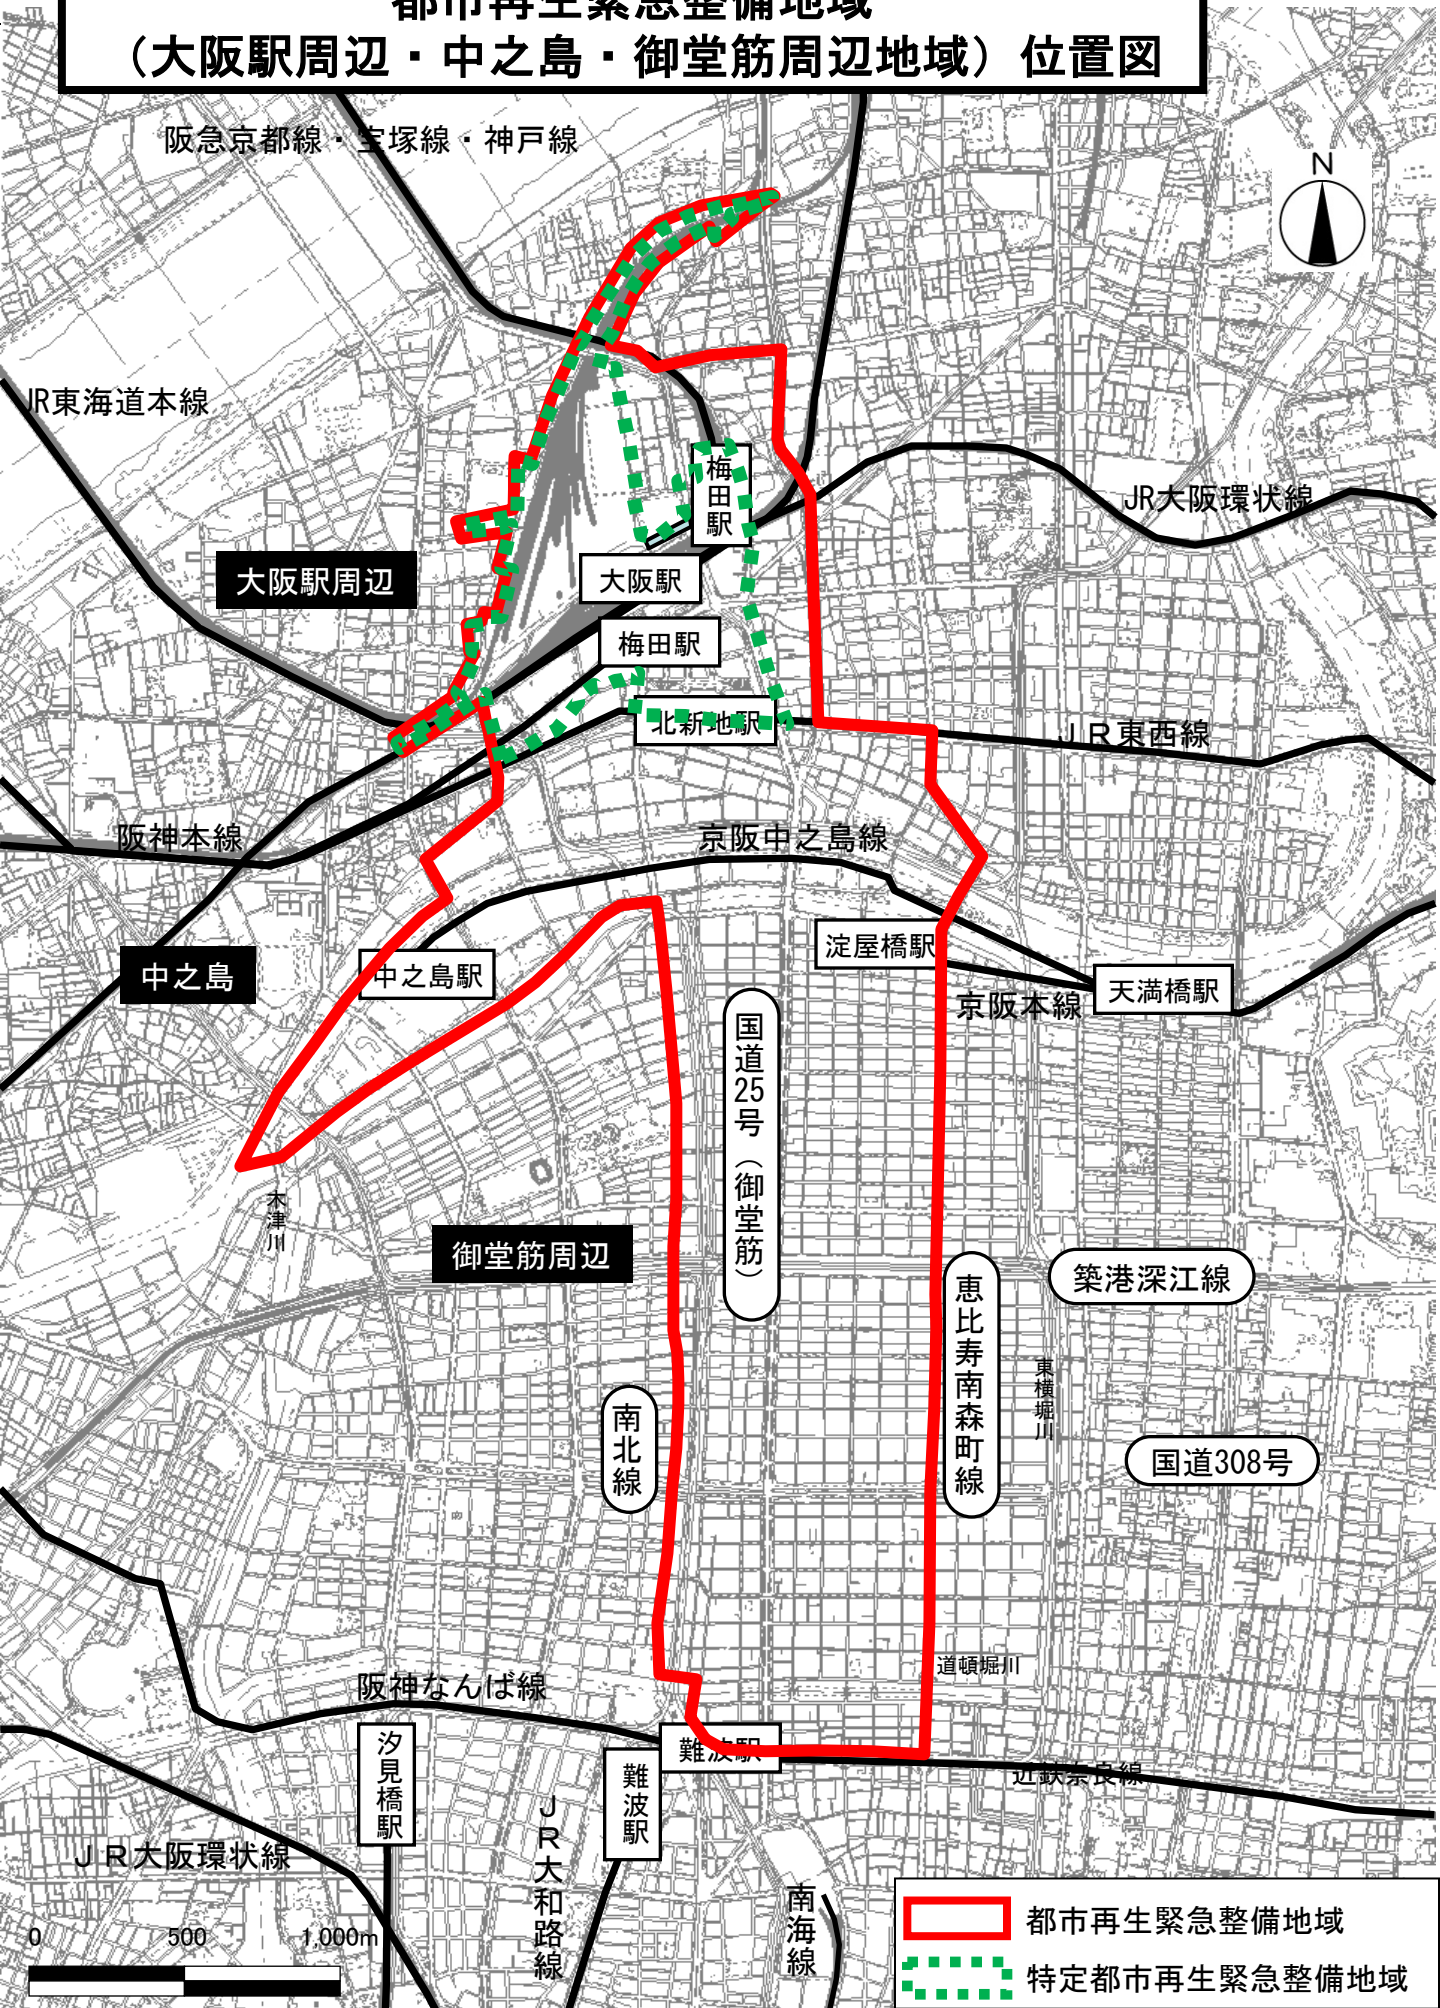 都市再生緊急整備地域
（大阪駅周辺・中之島・御堂筋周辺地域）位置図
阪急京都線・宝塚線・神戸線
N
JR東海道本線
梅田駅
JR大阪環状線
大阪駅周辺
大阪駅
梅田駅
北新地駅
ＪＲ東西線
阪神本線
京阪中之島線
淀屋橋駅
中之島
中之島駅
天満橋駅
京阪本線
国道25号（御堂筋）
木津川
御堂筋周辺
恵比寿南森町線
築港深江線
東横堀川
南北線
国道308号
道頓堀川
阪神なんば線
汐見橋駅
難波駅
難波駅
近鉄奈良線
ＪＲ大和路線
ＪＲ大阪環状線
南海線
0 500 1,000m
都市再生緊急整備地域
特定都市再生緊急整備地域